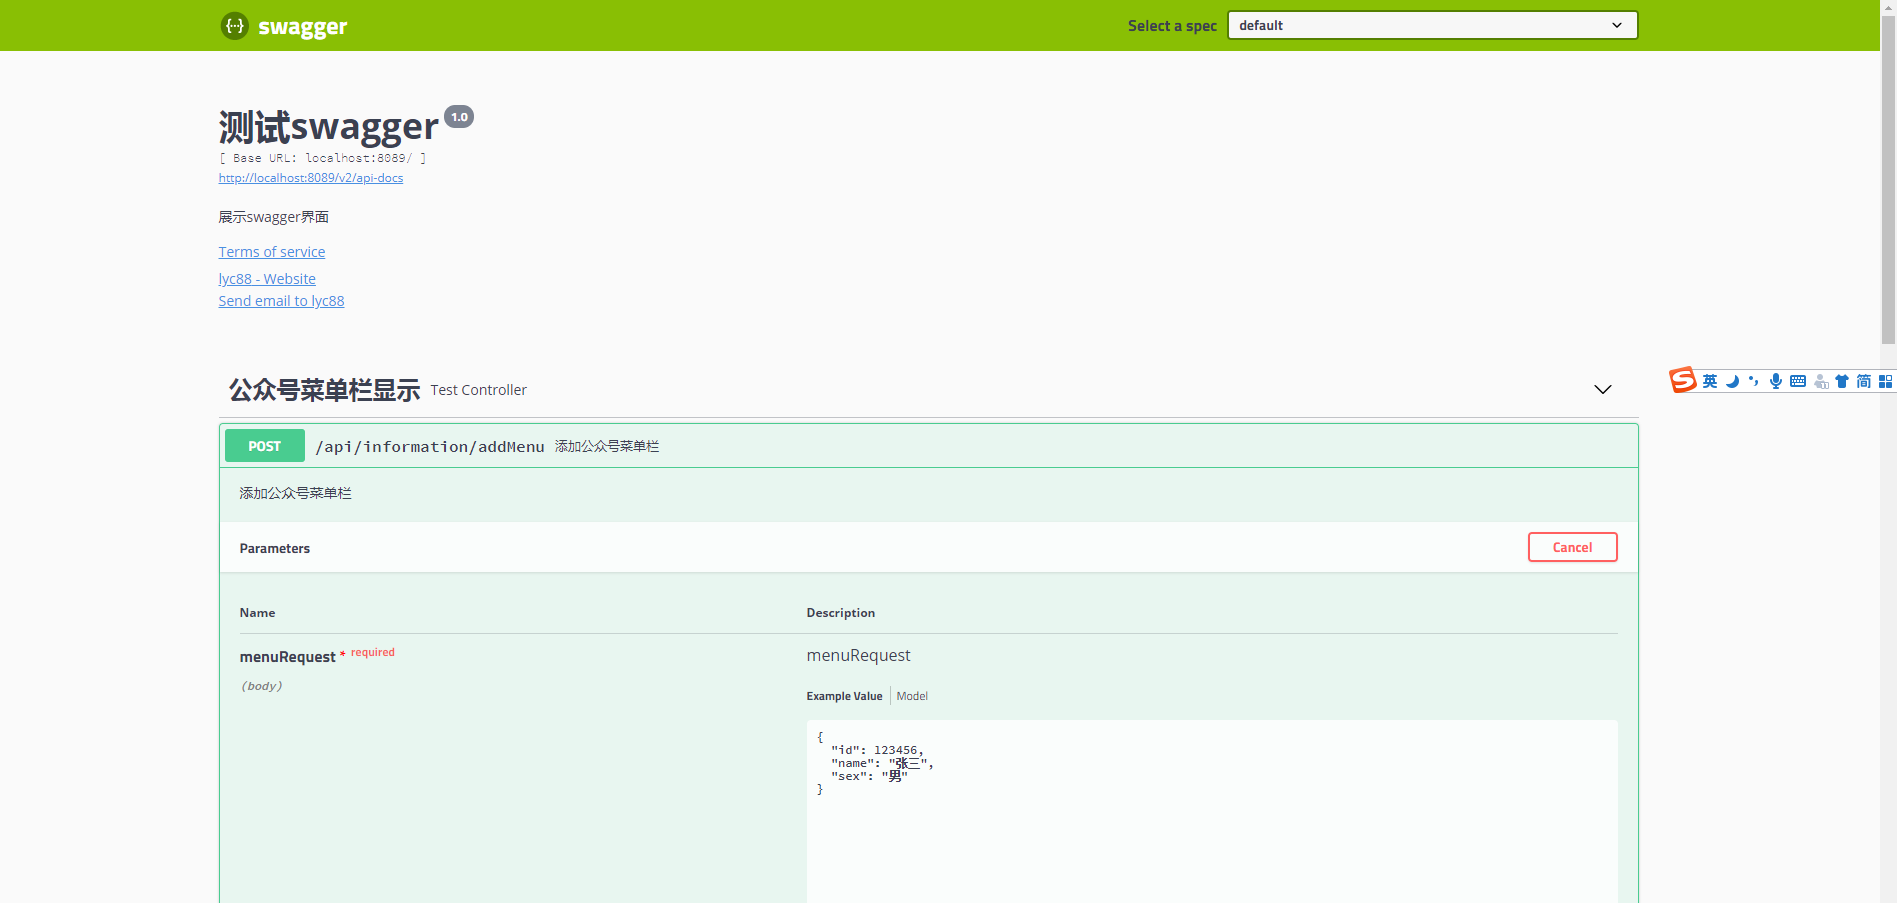 {···} swagger
Select a spec default
测试swagger 1.0
[ Base URL: localhost:8089/ ]
http://localhost:8089/v2/api-docs
展示swagger界面
Terms of service
lyc88 - Website
Send email to lyc88
公众号菜单栏显示 Test Controller
英 简
POST /api/information/addMenu 添加公众号菜单栏
添加公众号菜单栏
Parameters Cancel
Name Description
menuRequest * required menuRequest
(body)
Example Value Model
{
"id": 123456,
"name": "张三",
"sex": "男"
}